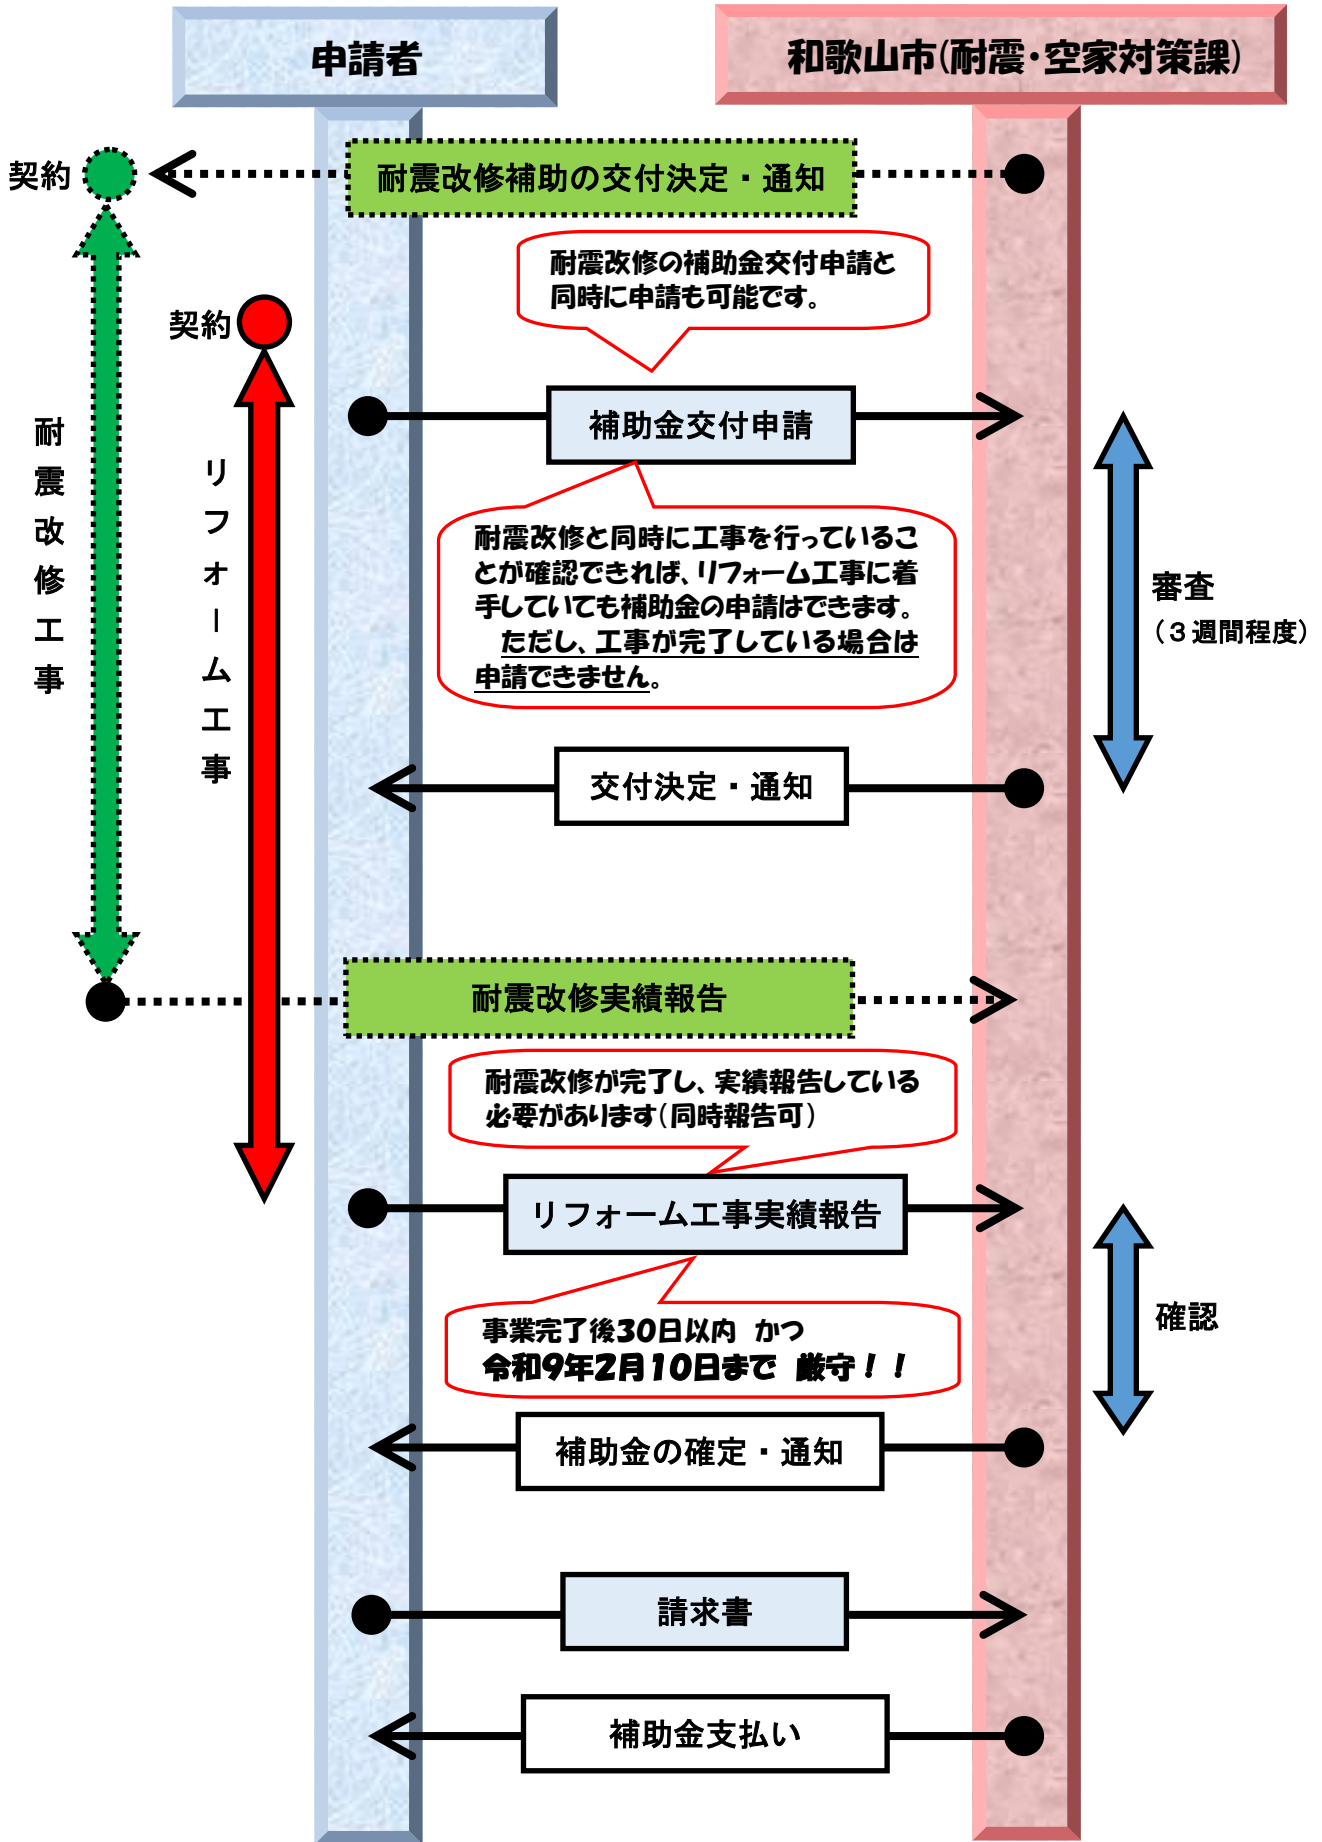 申請者
和歌山市(耐震・空家対策課)
契約
耐震改修補助の交付決定・通知
耐震改修の補助金交付申請と
同時に申請も可能です。
契約
補助金交付申請
耐震改修工事
リフォーム工事
耐震改修と同時に工事を行っているこ
とが確認できれば、リフォーム工事に着
手していても補助金の申請はできます。
ただし、工事が完了している場合は
申請できません。
審査
(3週間程度)
交付決定・通知
耐震改修実績報告
耐震改修が完了し、実績報告している
必要があります(同時報告可)
リフォーム工事実績報告
事業完了後30日以内　かつ
令和9年2月10日まで　厳守！！
確認
補助金の確定・通知
請求書
補助金支払い